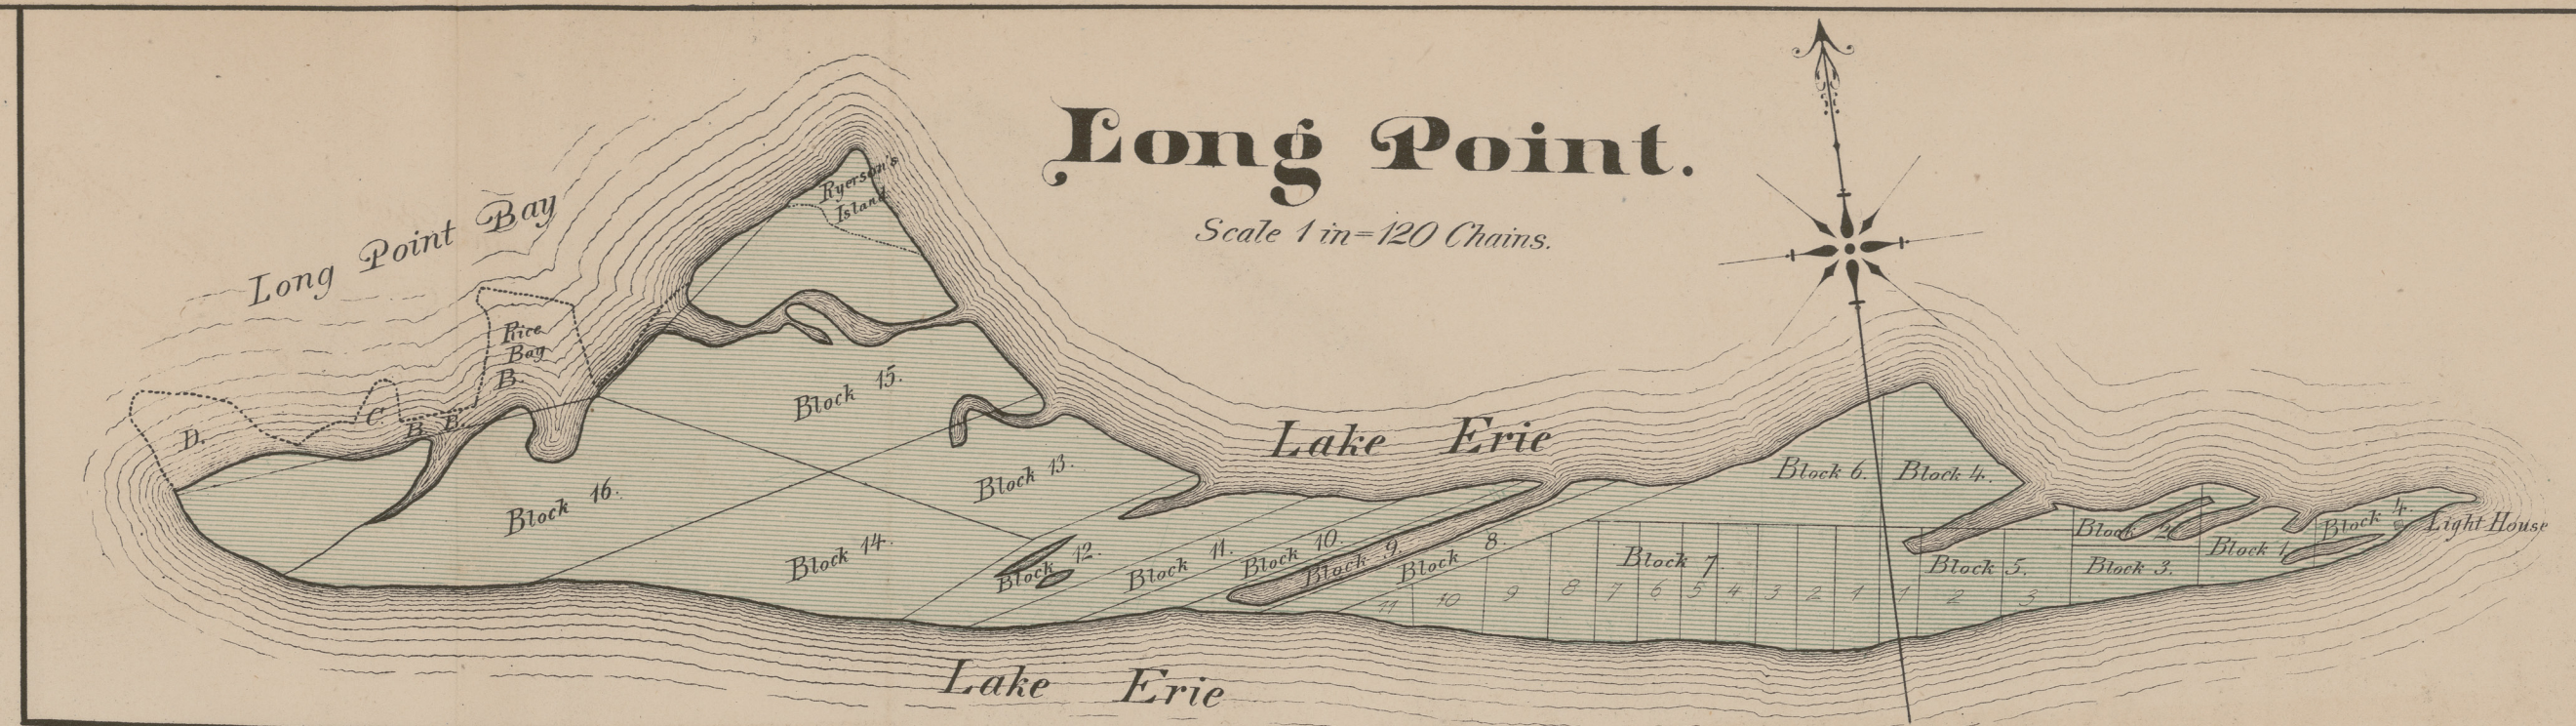 Long Point.
Scale 1 in=120 Chains.
Long Point Bay
Ryerson's
Island
Rice
Bay
B.
C.
D.
B.
Block 15.
Block 13.
Block 16.
Block 14.
Block 12.
Block 11.
Block 10.
Block 9.
Block 8.
Lake Erie
Block 6.
Block 4.
Block 7.
Block 5.
Block 2
Block 3.
Block 1
Block 4.
Light House
11 10 9 8 7 6 5 4 3 2 1 1 2 3
Lake Erie